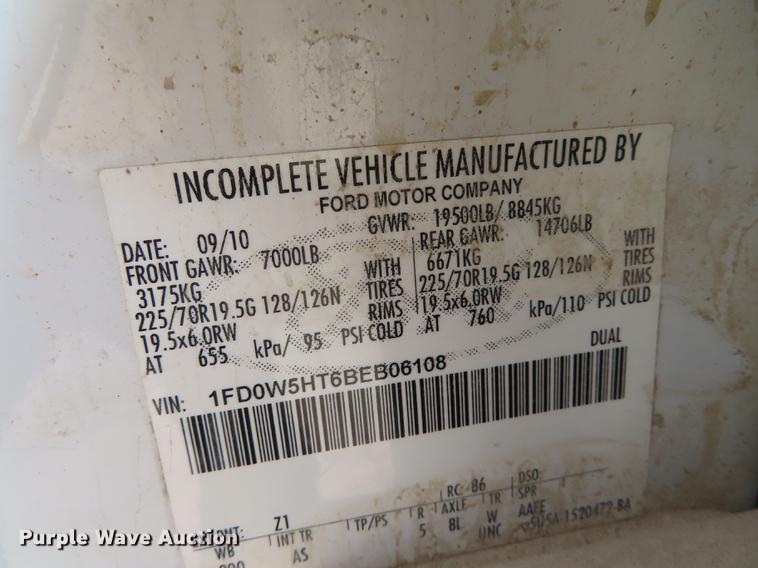 INCOMPLETE VEHICLE MANUFACTURED BY
FORD MOTOR COMPANY
DATE: 09/10 GVWR: 19500LB/ 8845KG
FRONT GAWR: 7000LB REAR GAWR: 14706LB
3175KG WITH 6671KG WITH
225/70R19.5G 128/126N TIRES 225/70R19.5G 128/126N TIRES
19.5x6.0RW RIMS 19.5x6.0RW RIMS
AT 655 kPa/ 95 PSI COLD AT 760 kPa/110 PSI COLD
DUAL
VIN: 1FD0W5HT6BEB06108
RC: 86 DSO
Z1 TP/PS R AXLE TR SPR
WB INT TR 5 BL W AAFE
AS UNC 1520472-BA
Purple Wave Auction